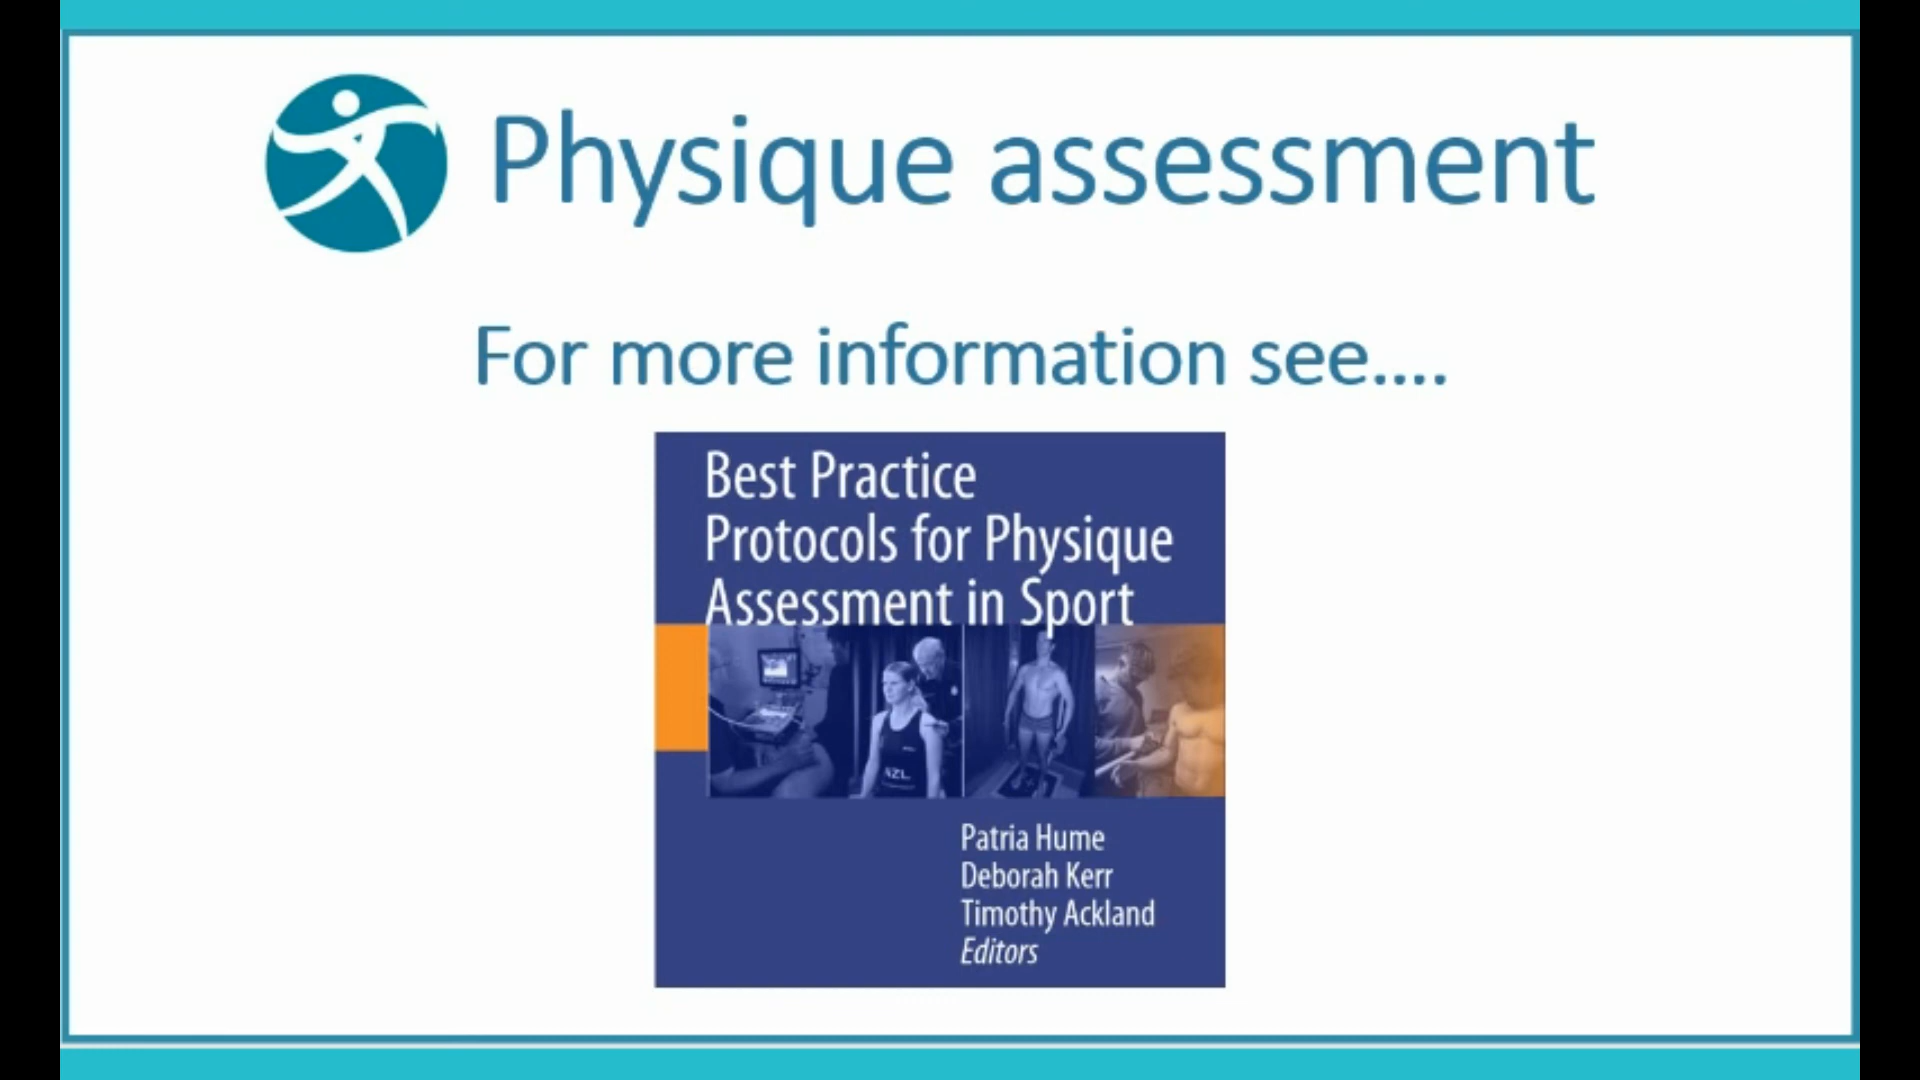 Physique assessment
For more information see....
Best Practice
Protocols for Physique
Assessment in Sport
NZL
Patria Hume
Deborah Kerr
Timothy Ackland
Editors